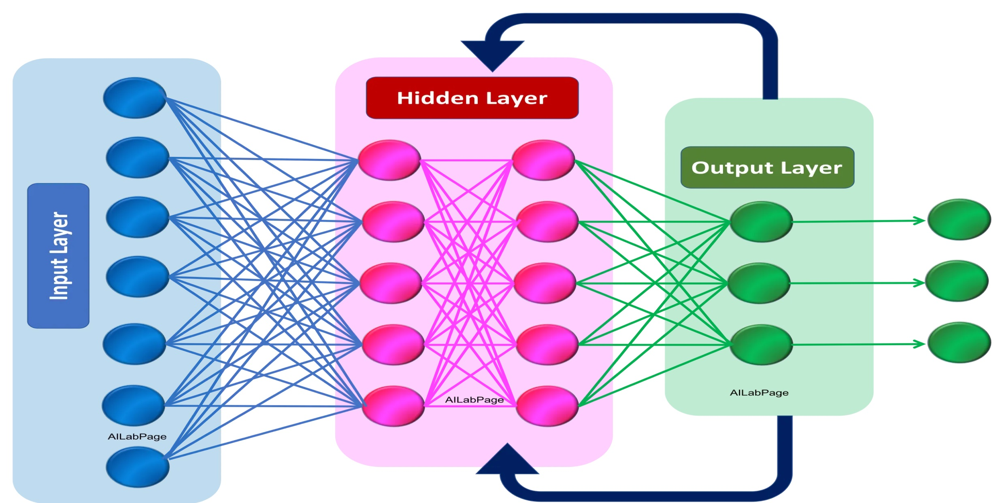 Input Layer
AILabPage
Hidden Layer
AILabPage
Output Layer
AILabPage